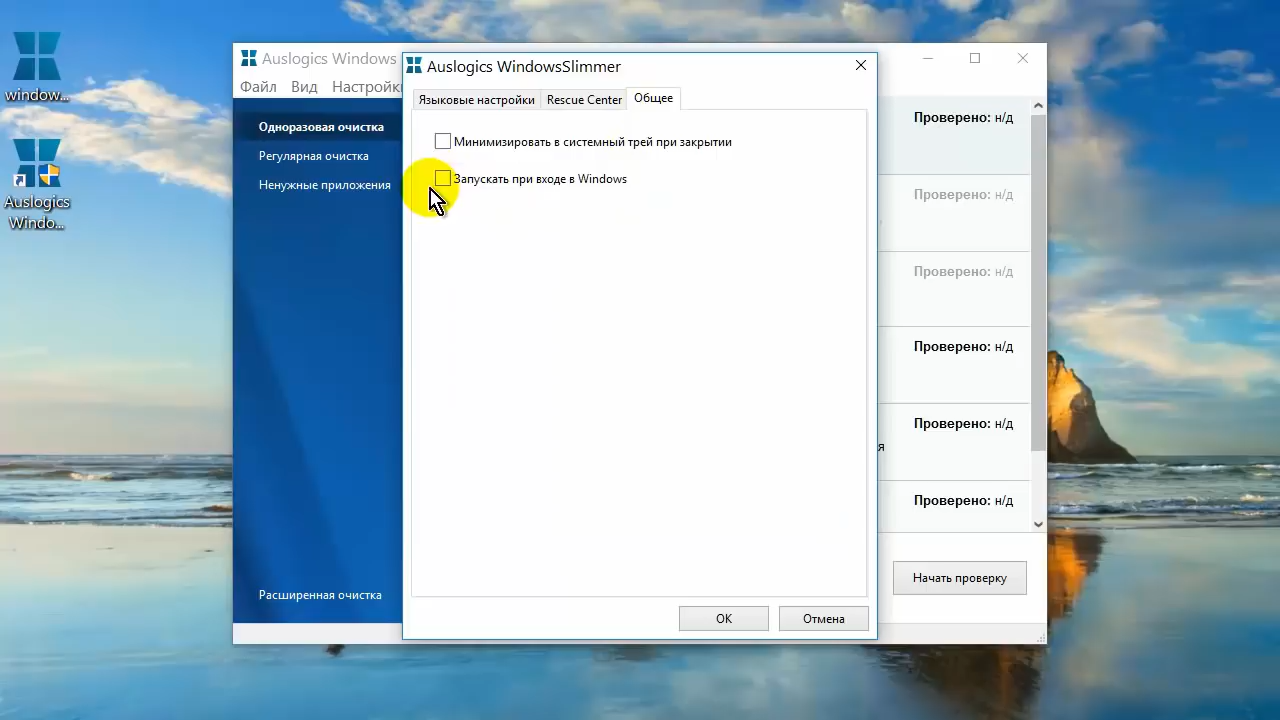 window...
Auslogics
Windo...
Auslogics Windows
Файл Вид Настройк
Одноразовая очистка
Регулярная очистка
Ненужные приложения
Расширенная очистка
Auslogics WindowsSlimmer
Языковые настройки Rescue Center Общее
Минимизировать в системный трей при закрытии
Запускать при входе в Windows
OK Отмена
Проверено: н/д
Проверено: н/д
Проверено: н/д
Проверено: н/д
Проверено: н/д
я
Проверено: н/д
Начать проверку